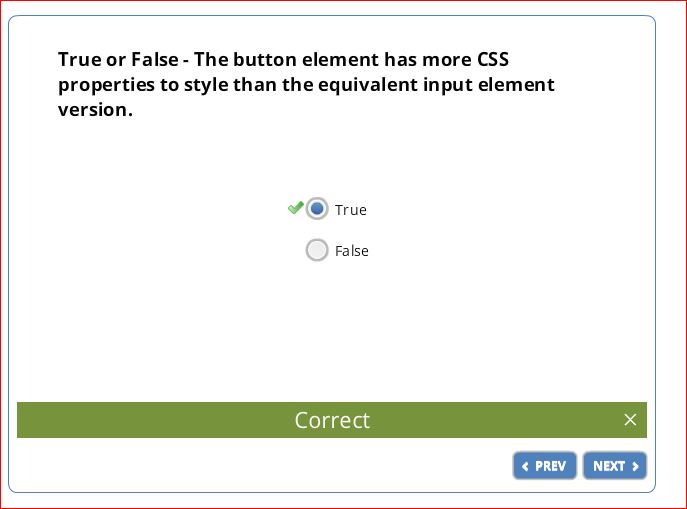 True or False - The button element has more CSS
properties to style than the equivalent input element
version.
True
False
Correct
PREV
NEXT